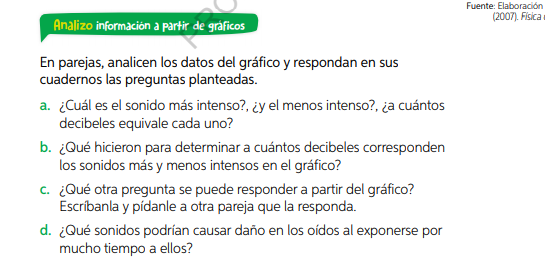 Fuente: Elaboración
(2007). Física
Analizo información a partir de gráficos
En parejas, analicen los datos del gráfico y respondan en sus
cuadernos las preguntas planteadas.
a. ¿Cuál es el sonido más intenso?, ¿y el menos intenso?, ¿a cuántos
decibeles equivale cada uno?
b. ¿Qué hicieron para determinar a cuántos decibeles corresponden
los sonidos más y menos intensos en el gráfico?
c. ¿Qué otra pregunta se puede responder a partir del gráfico?
Escríbanla y pídanle a otra pareja que la responda.
d. ¿Qué sonidos podrían causar daño en los oídos al exponerse por
mucho tiempo a ellos?